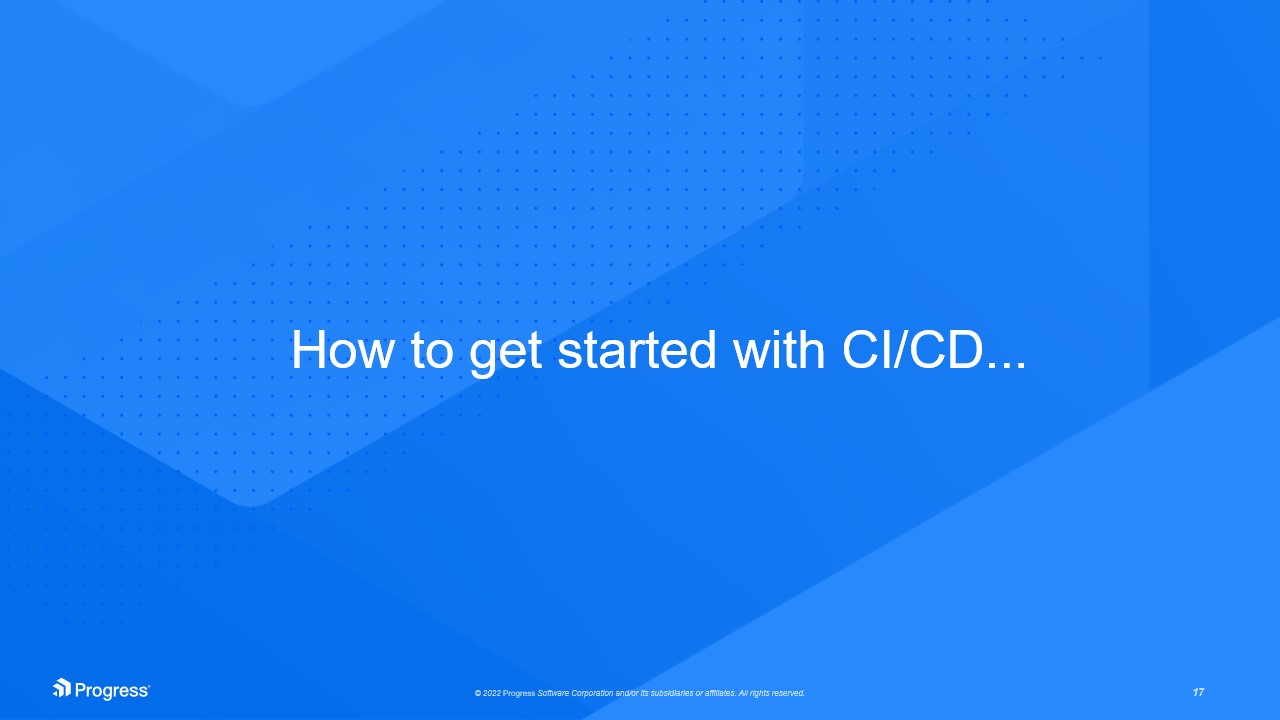 How to get started with CI/CD...
Progress®
© 2022 Progress Software Corporation and/or its subsidiaries or affiliates. All rights reserved.
17